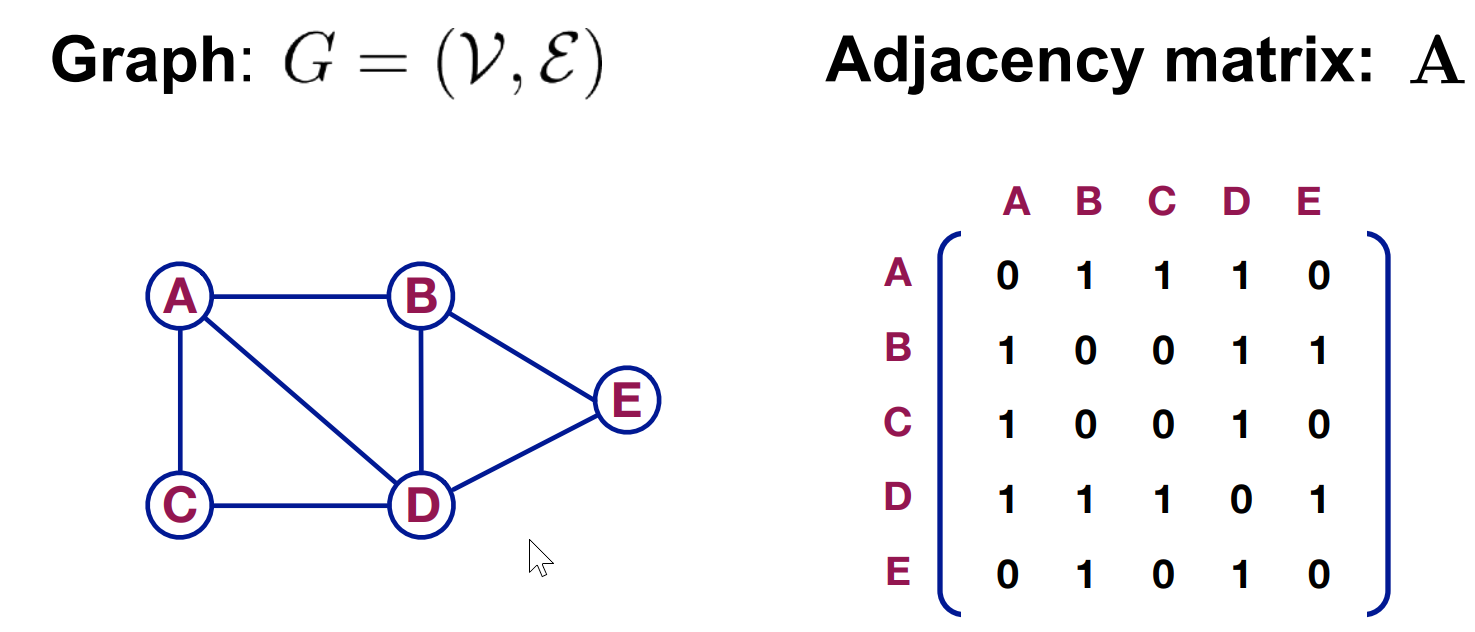 Graph: G = (𝒱, ℰ)
Adjacency matrix: A
A B
E
C D
A B C D E
A 0 1 1 1 0
B 1 0 0 1 1
C 1 0 0 1 0
D 1 1 1 0 1
E 0 1 0 1 0